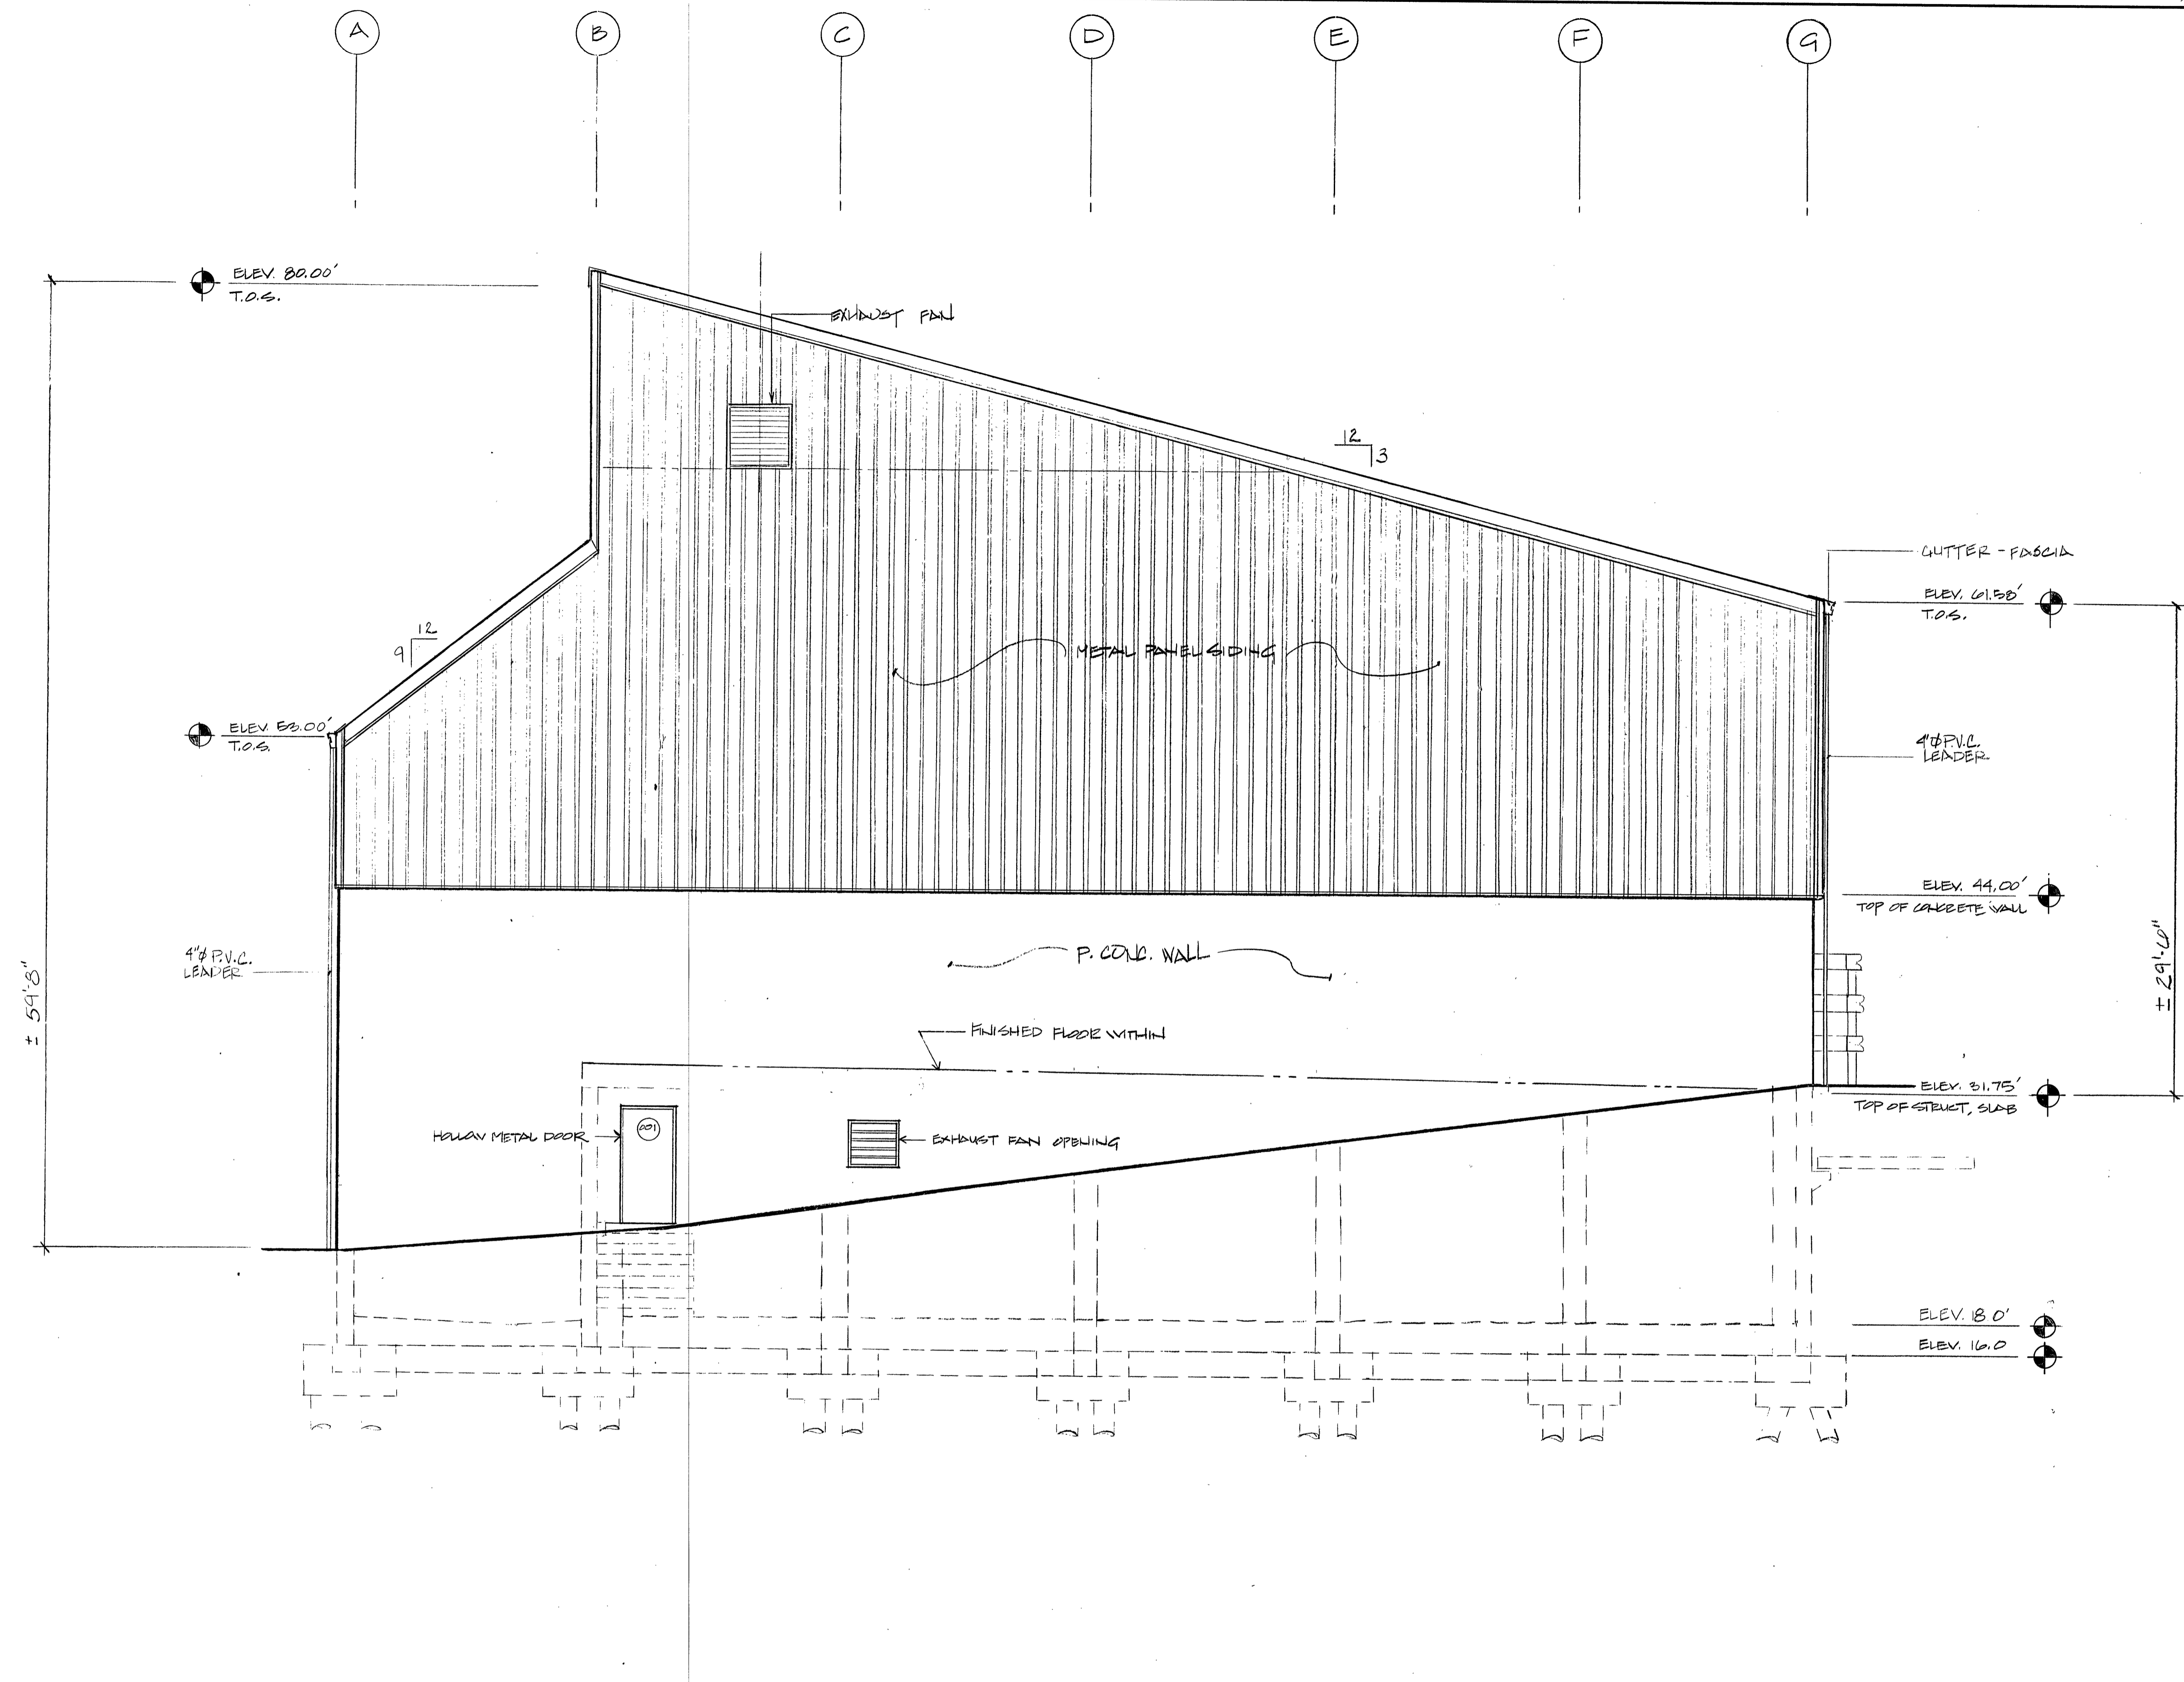 A B C D E F G
ELEV. 80.00'
T.O.S.
EXHAUST FAN
12
3
GUTTER - FASCIA
ELEV. 61.58'
T.O.S.
12
9
METAL PANEL SIDING
ELEV. 53.00'
T.O.S.
4"ϕ P.V.C.
LEADER
ELEV. 44.00'
TOP OF CONCRETE WALL
4"ϕ P.V.C.
LEADER
P. CONC. WALL
± 59'-8"
± 29'-6"
FINISHED FLOOR WITHIN
ELEV. 31.75'
TOP OF STRUCT. SLAB
HOLLOW METAL DOOR
001
EXHAUST FAN OPENING
ELEV. 18.0'
ELEV. 16.0